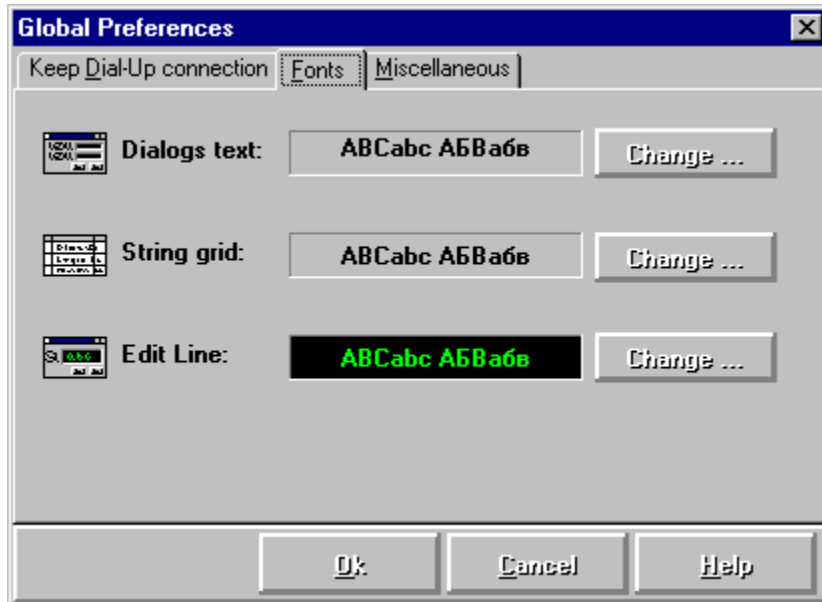 Global Preferences
Keep Dial-Up connection Fonts Miscellaneous
Dialogs text: ABCabc АБВабв Change ...
String grid: ABCabc АБВабв Change ...
Edit Line: ABCabc АБВабв Change ...
Ok Cancel Help